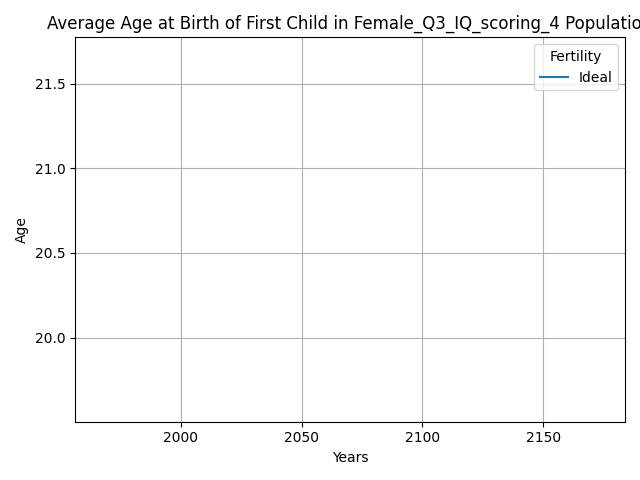 Average Age at Birth of First Child in Female_Q3_IQ_scoring_4 Populatio
Fertility
Ideal
21.5
21.0
20.5
20.0
Age
2000 2050 2100 2150
Years